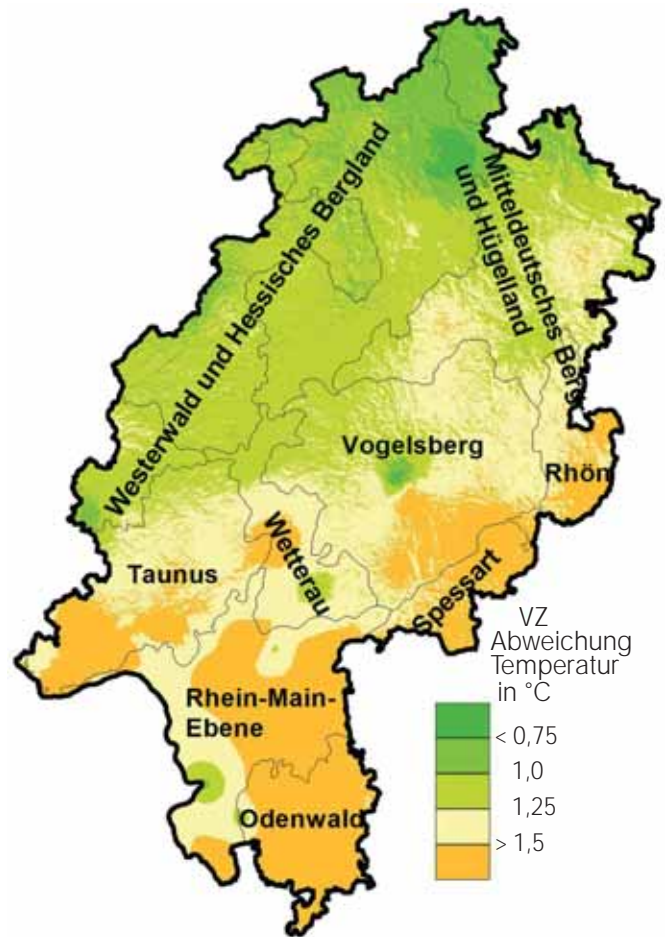 Westerwald und Hessisches Bergland
Mitteldeutsches Berg
und Hügelland
Vogelsberg
Rhön
Wetterau
Taunus
Spessart
Rhein-Main-
Ebene
Odenwald
VZ
Abweichung
Temperatur
in °C
< 0,75
1,0
1,25
> 1,5